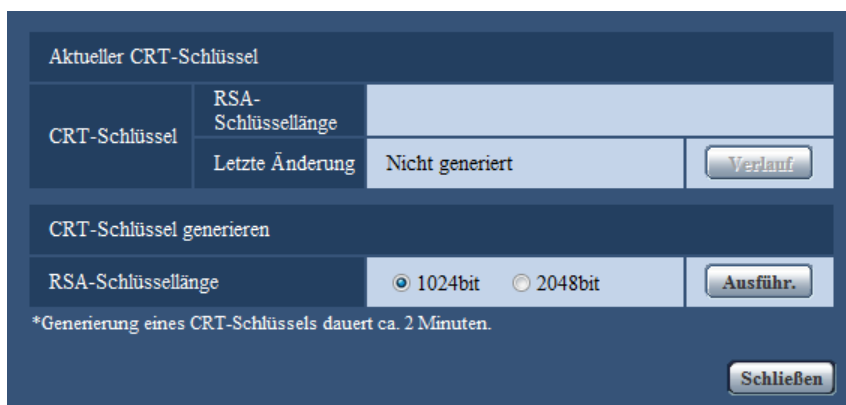 Aktueller CRT-Schlüssel
CRT-Schlüssel
RSA-
Schlüssellänge
Letzte Änderung
Nicht generiert
Verlauf
CRT-Schlüssel generieren
RSA-Schlüssellänge
1024bit
2048bit
Ausführ.
*Generierung eines CRT-Schlüssels dauert ca. 2 Minuten.
Schließen